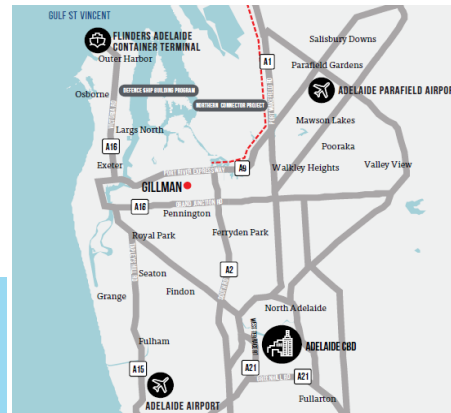 GULF ST VINCENT
FLINDERS ADELAIDE
CONTAINER TERMINAL
Outer Harbor
Salisbury Downs
A1
Parafield Gardens
ADELAIDE PARAFIELD AIRPORT
Osborne
DEFENCE SHIP BUILDING PROGRAM
NORTHERN CONNECTOR PROJECT
Largs North
Mawson Lakes
A16
Pooraka
Exeter
PORT RIVER EXPRESSWAY
A9
Walkley Heights
Valley View
GILLMAN
A16
Pennington
Royal Park
Ferryden Park
Seaton
A2
Grange
Findon
North Adelaide
Fulham
ADELAIDE CBD
A15
A21
A21
ADELAIDE AIRPORT
Fullarton